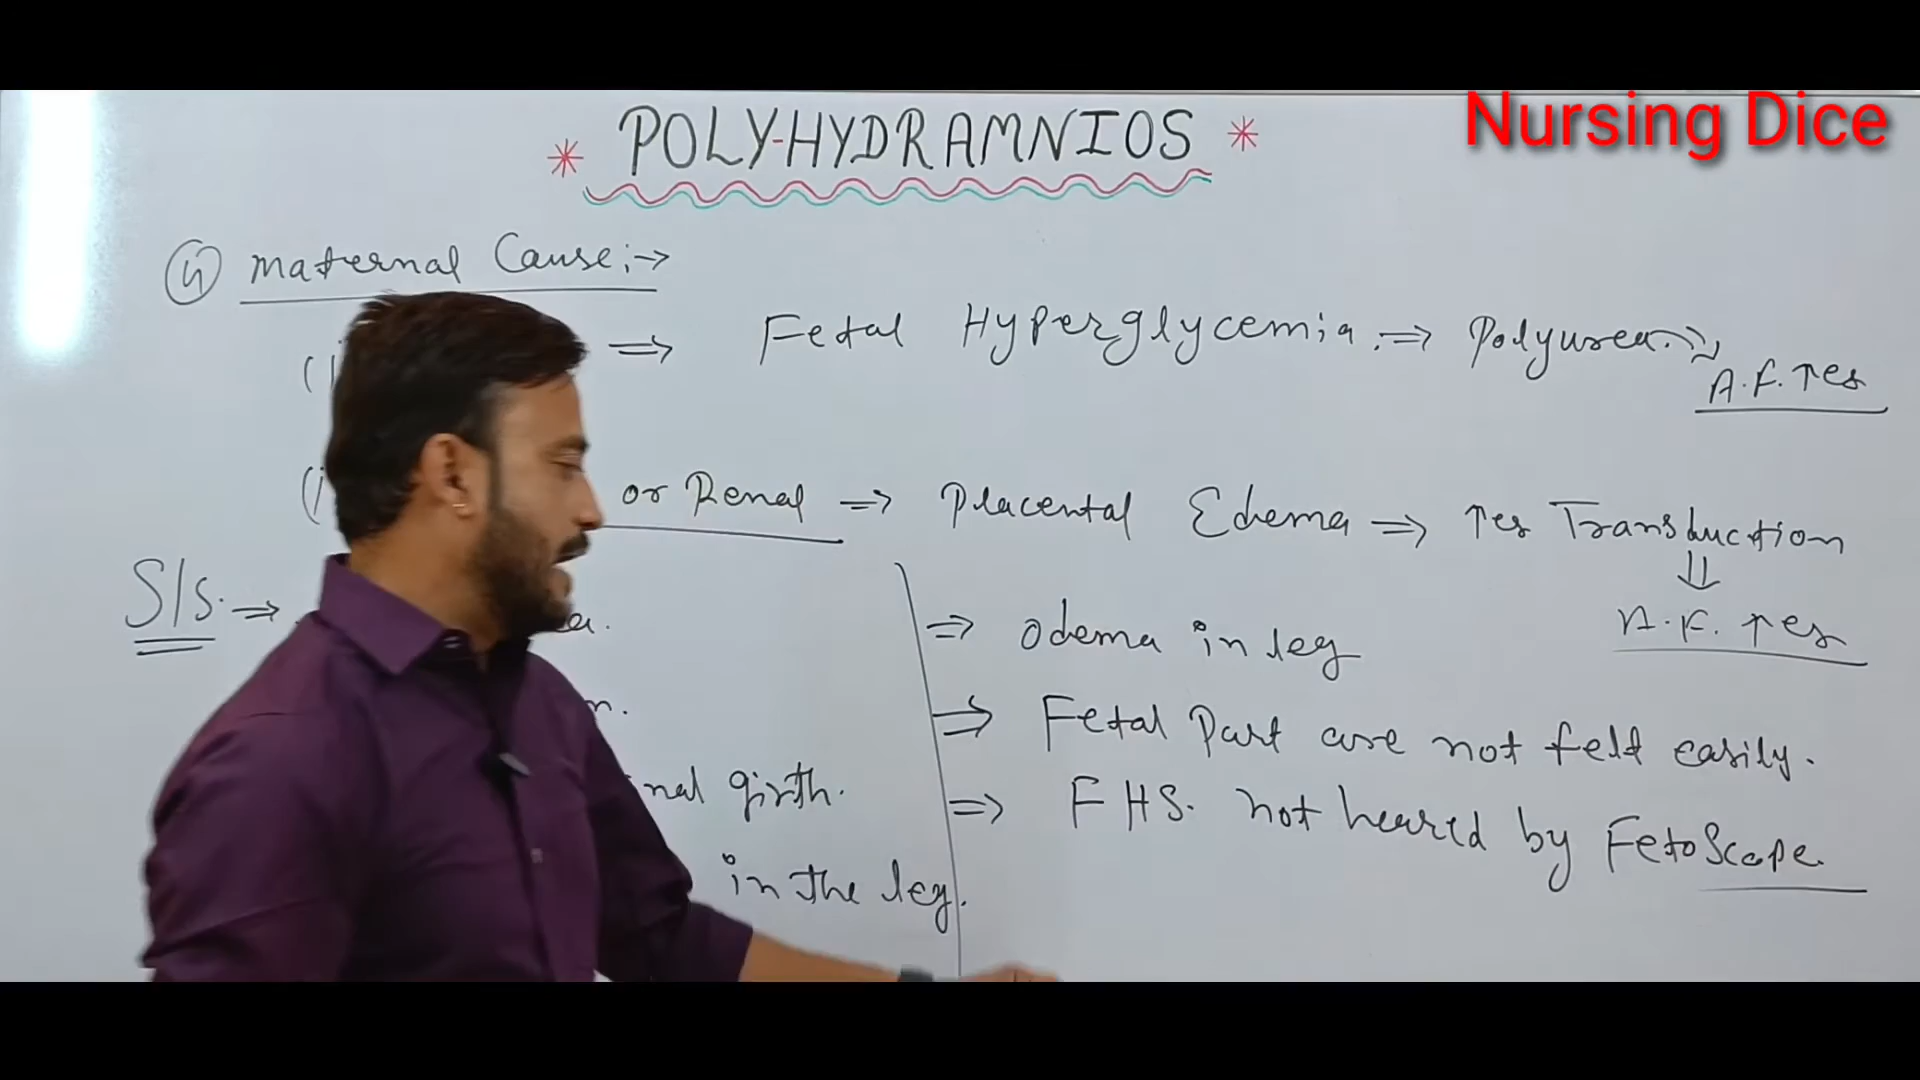 Nursing Dice
* POLY-HYDRAMNIOS *
④ Maternal Cause :->
=> Fetal Hyperglycemia. => Polyurea. =>
A.F. ↑es
or Renal => Placental Edema => ↑es Transduction
⇓
A.F. ↑es
S/S. =>
=> Odema in leg
=> Fetal Part are not felt easily.
nal girth.
=> FHS. not heared by Fetoscope.
in the leg.